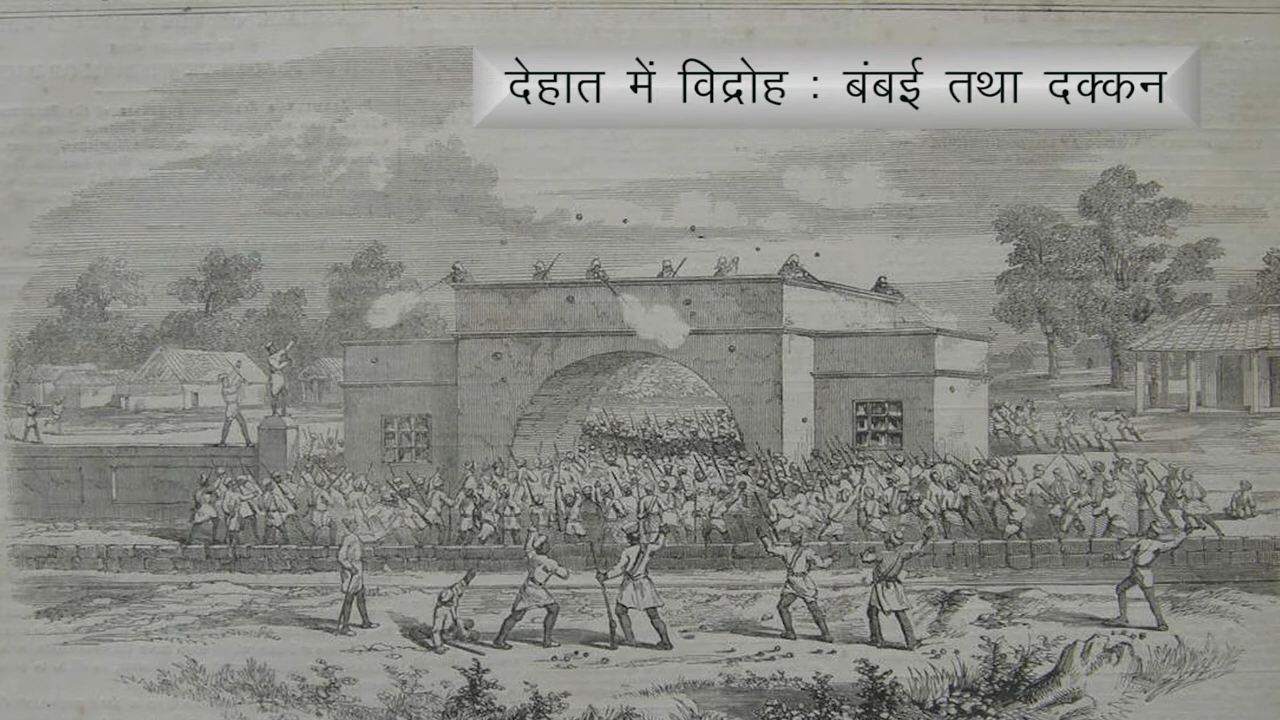 देहात में विद्रोह : बंबई तथा दक्कन